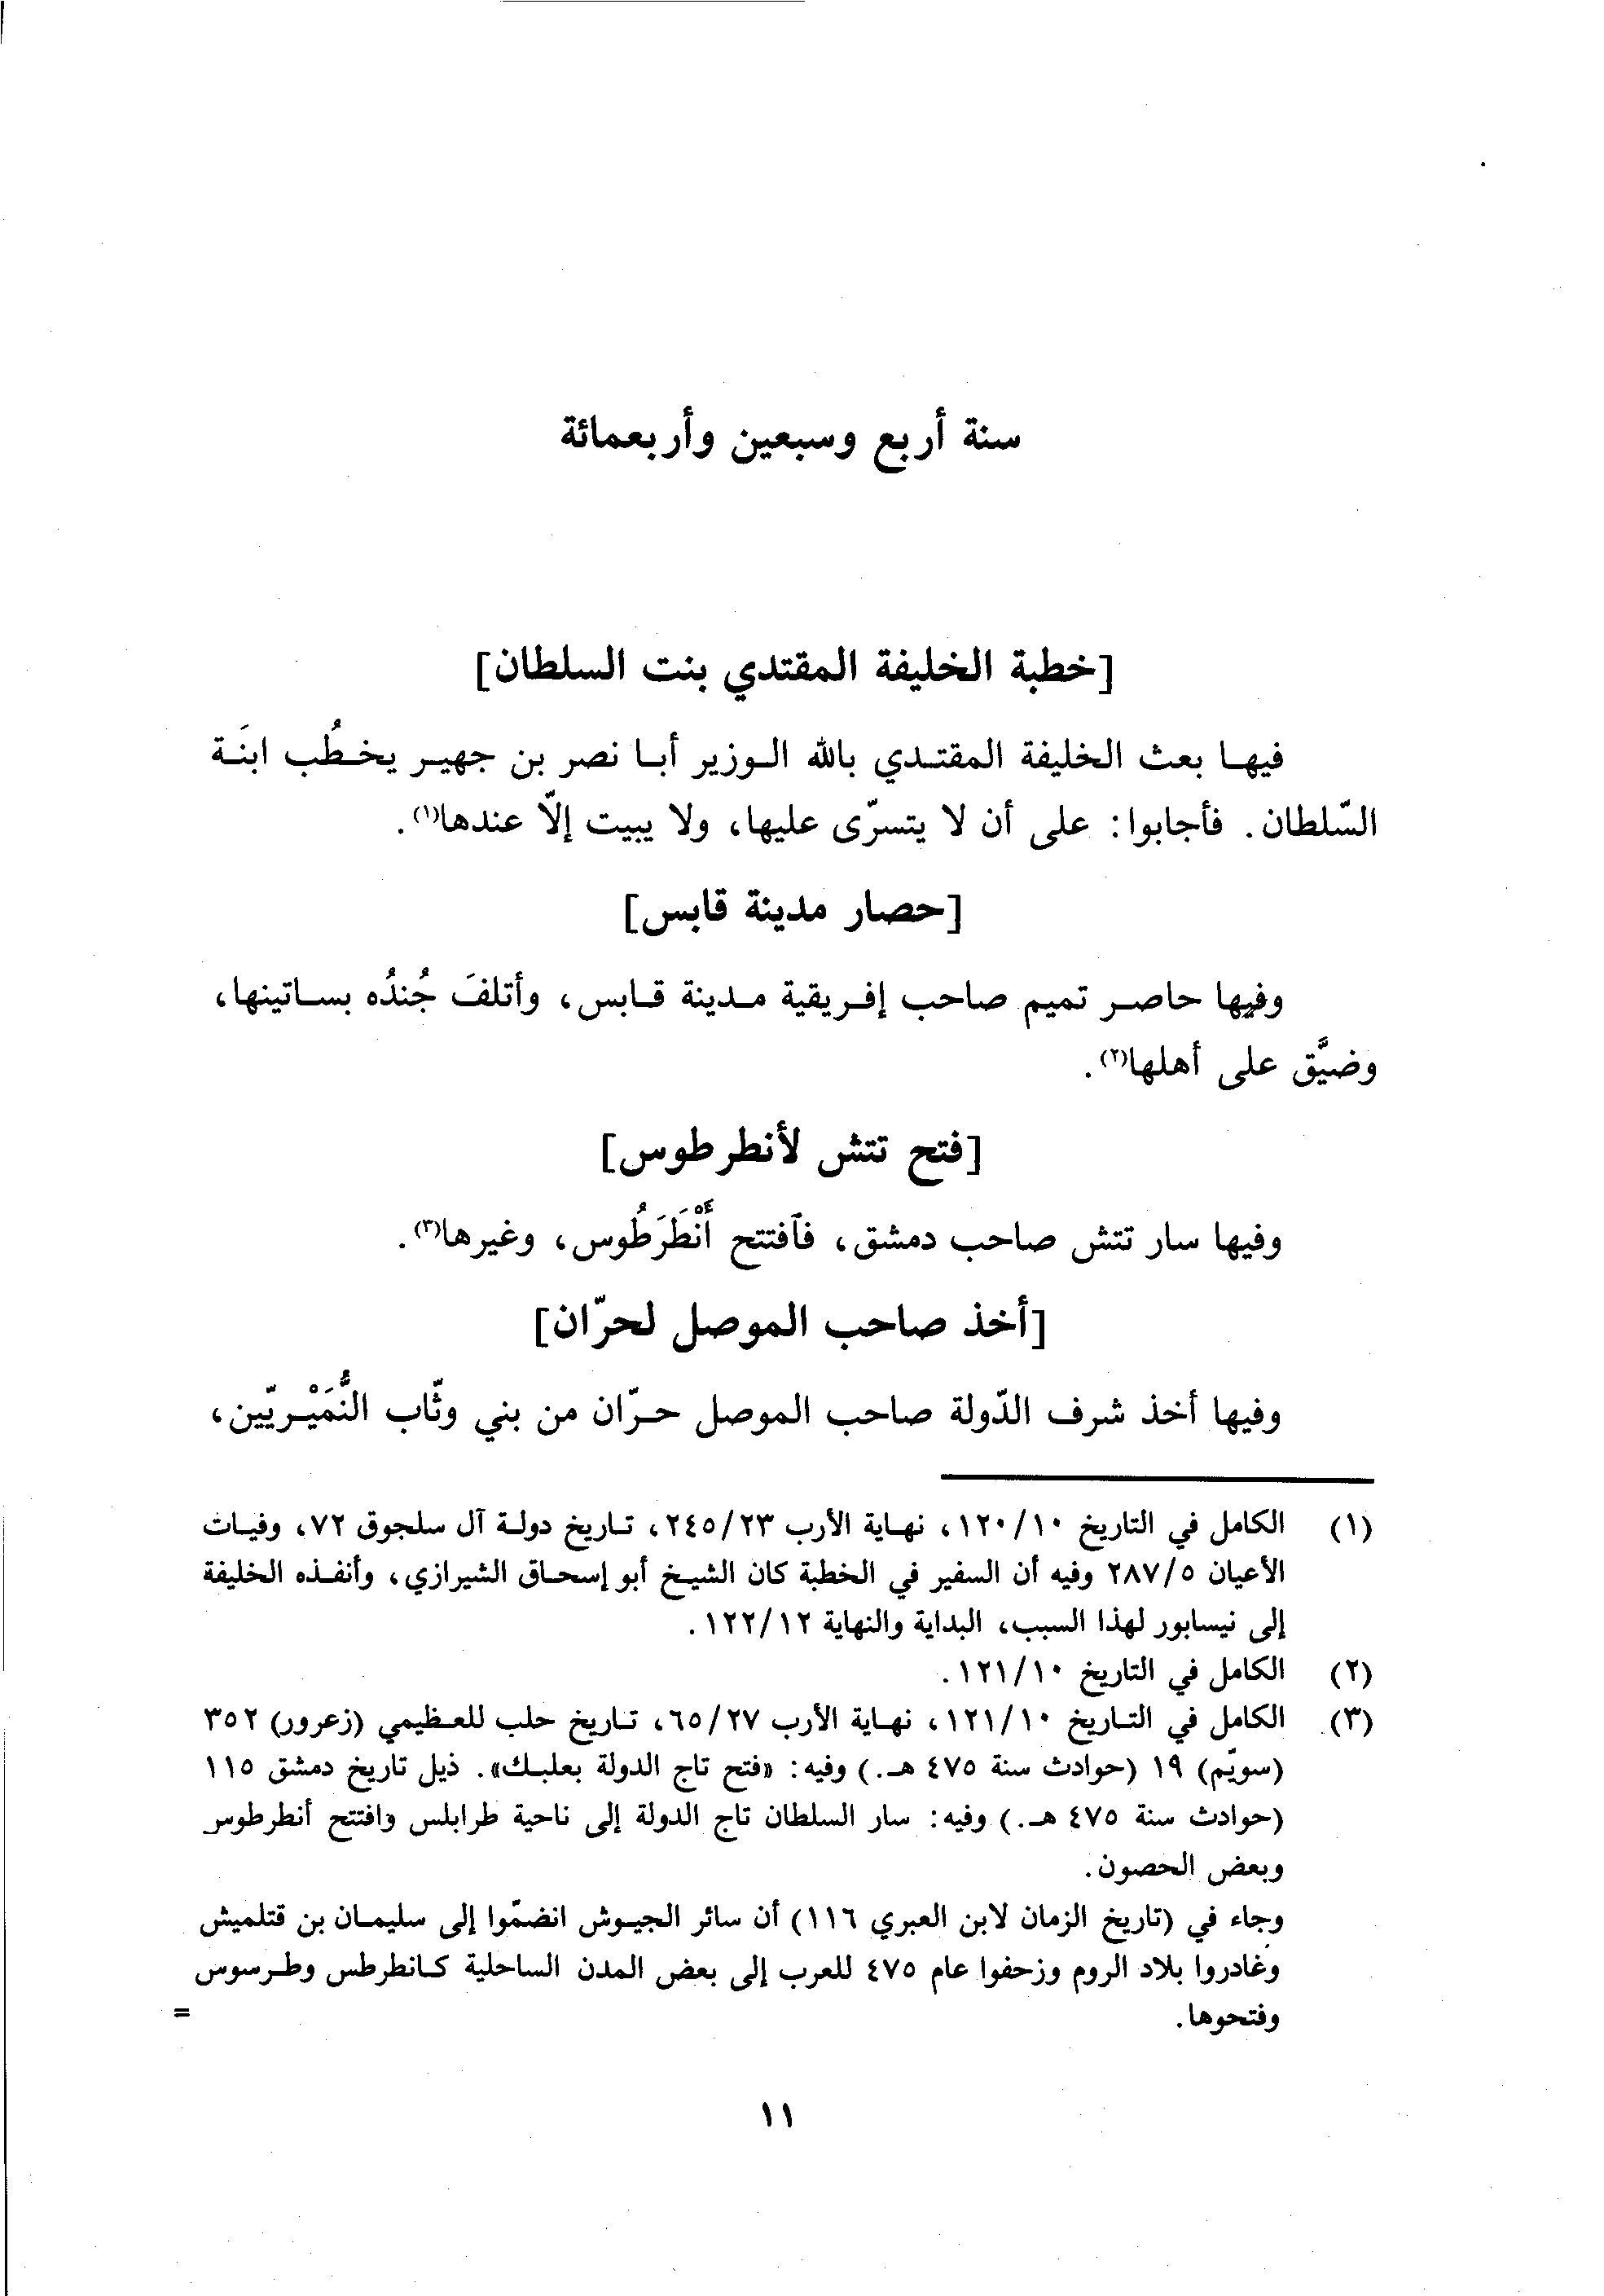 سنة أربع وسبعين وأربعمائة
[خطبة الخليفة المقتدي بنت السلطان]
فيها بعث الخليفة المقتدي بالله الوزير أبا نصر بن جهير يخطُب ابنَة
السّلطان. فأجابوا: على أن لا يتسرّى عليها، ولا يبيت إلّا عندها(١).
[حصار مدينة قابس]
وفيها حاصر تميم صاحب إفريقية مدينة قابس، وأتلفَ جُندُه بساتينها،
وضيَّق على أهلها(٢).
[فتح تتش لأنطرطوس]
وفيها سار تتش صاحب دمشق، فآفتتح أَنْطَرَطُوس، وغيرها(٣).
[أخذ صاحب الموصل لحرّان]
وفيها أخذ شرف الدّولة صاحب الموصل حرّان من بني وثّاب النُّمَيْريّين،
(١) الكامل في التاريخ ١٢٠/١٠، نهاية الأرب ٢٤٥/٢٣، تاريخ دولة آل سلجوق ٧٢، وفيات
الأعيان ٢٨٧/٥ وفيه أن السفير في الخطبة كان الشيخ أبو إسحاق الشيرازي، وأنفذه الخليفة
إلى نيسابور لهذا السبب، البداية والنهاية ١٢٢/١٢.
(٢) الكامل في التاريخ ١٢١/١٠.
(٣) الكامل في التاريخ ١٢١/١٠، نهاية الأرب ٦٥/٢٧، تاريخ حلب للعظيمي (زعرور) ٣٥٢
(سويّم) ١٩ (حوادث سنة ٤٧٥ هـ.) وفيه: «فتح تاج الدولة بعلبك». ذيل تاريخ دمشق ١١٥
(حوادث سنة ٤٧٥ هـ.) وفيه: سار السلطان تاج الدولة إلى ناحية طرابلس وافتتح أنطرطوس
وبعض الحصون.
وجاء في (تاريخ الزمان لابن العبري ١١٦) أن سائر الجيوش انضمّوا إلى سليمان بن قتلميش
وغادروا بلاد الروم وزحفوا عام ٤٧٥ للعرب إلى بعض المدن الساحلية كانطرطس وطرسوس
وفتحوها. =
١١